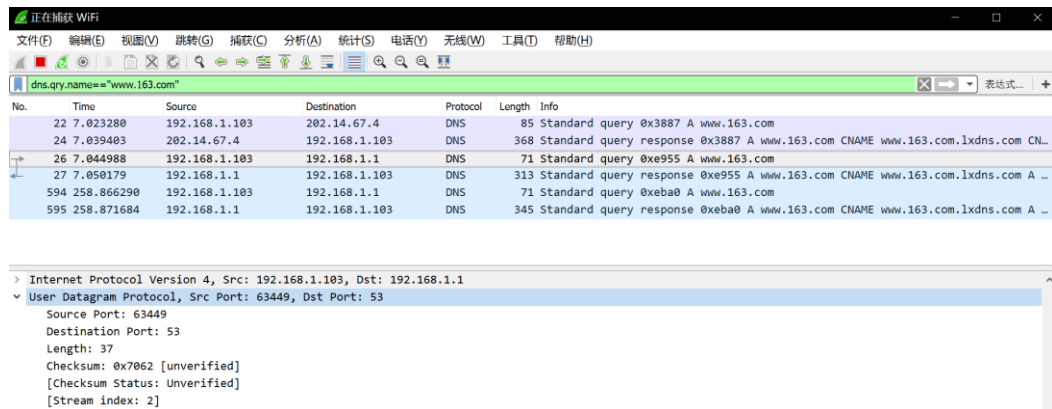 正在捕获 WiFi
文件(F) 编辑(E) 视图(V) 跳转(G) 捕获(C) 分析(A) 统计(S) 电话(Y) 无线(W) 工具(T) 帮助(H)
dns.qry.name=="www.163.com" 表达式… +
No. Time Source Destination Protocol Length Info
22 7.023280 192.168.1.103 202.14.67.4 DNS 85 Standard query 0x3887 A www.163.com
24 7.039403 202.14.67.4 192.168.1.103 DNS 368 Standard query response 0x3887 A www.163.com CNAME www.163.com.lxdns.com CN…
26 7.044988 192.168.1.103 192.168.1.1 DNS 71 Standard query 0xe955 A www.163.com
27 7.050179 192.168.1.1 192.168.1.103 DNS 313 Standard query response 0xe955 A www.163.com CNAME www.163.com.lxdns.com A …
594 258.866290 192.168.1.103 192.168.1.1 DNS 71 Standard query 0xeba0 A www.163.com
595 258.871684 192.168.1.1 192.168.1.103 DNS 345 Standard query response 0xeba0 A www.163.com CNAME www.163.com.lxdns.com A …
Internet Protocol Version 4, Src: 192.168.1.103, Dst: 192.168.1.1
User Datagram Protocol, Src Port: 63449, Dst Port: 53
Source Port: 63449
Destination Port: 53
Length: 37
Checksum: 0x7062 [unverified]
[Checksum Status: Unverified]
[Stream index: 2]